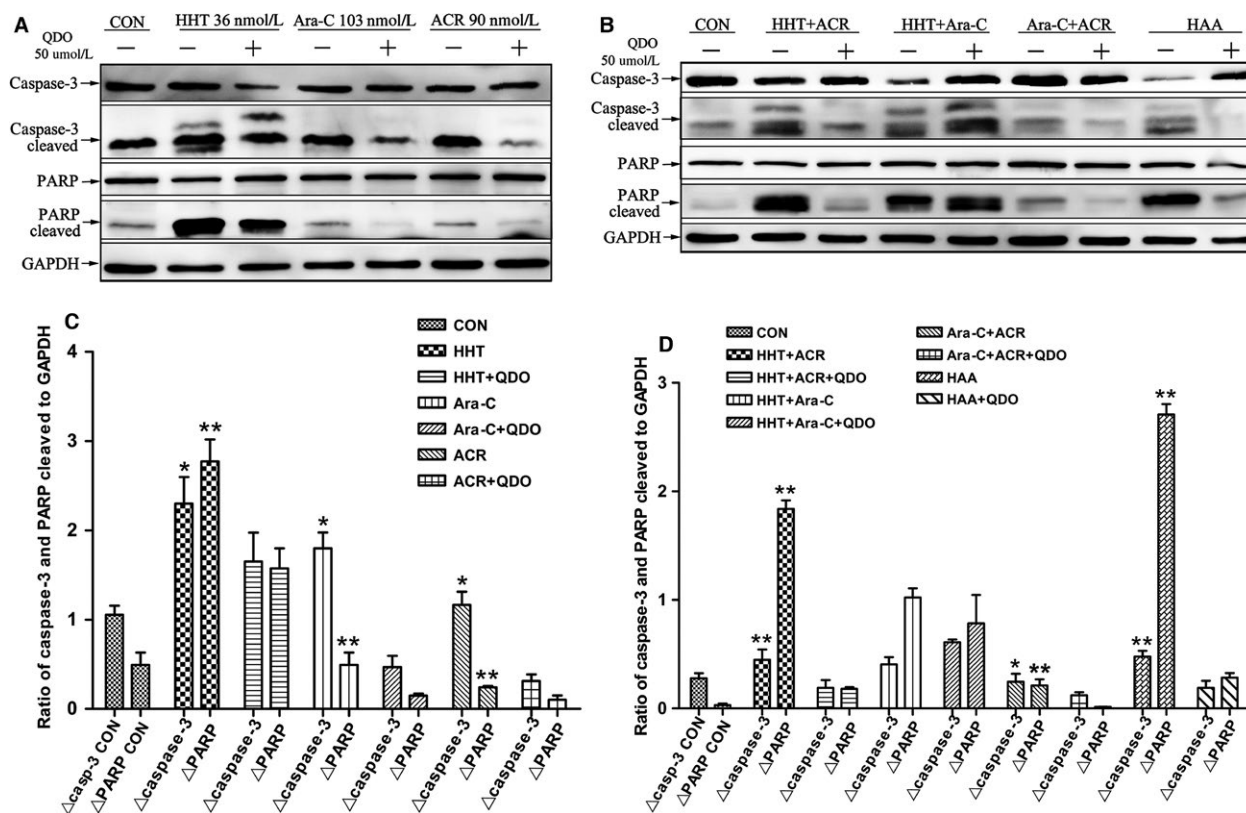 A
CON HHT 36 nmol/L Ara-C 103 nmol/L ACR 90 nmol/L
QDO 50 umol/L − − + − + − +
Caspase-3
Caspase-3 cleaved
PARP
PARP cleaved
GAPDH
B
CON HHT+ACR HHT+Ara-C Ara-C+ACR HAA
QDO 50 umol/L − − + − + − + − +
Caspase-3
Caspase-3 cleaved
PARP
PARP cleaved
GAPDH
C
Ratio of caspase-3 and PARP cleaved to GAPDH
4
3
2
1
0
CON
HHT
HHT+QDO
Ara-C
Ara-C+QDO
ACR
ACR+QDO
* ** * ** * **
△casp-3 CON
△PARP CON
△caspase-3
△PARP
△caspase-3
△PARP
△caspase-3
△PARP
△caspase-3
△PARP
△caspase-3
△PARP
△caspase-3
△PARP
D
Ratio of caspase-3 and PARP cleaved to GAPDH
3
2
1
0
CON
HHT+ACR
HHT+ACR+QDO
HHT+Ara-C
HHT+Ara-C+QDO
Ara-C+ACR
Ara-C+ACR+QDO
HAA
HAA+QDO
** ** * ** ** **
△casp-3 CON
△PARP CON
△caspase-3
△PARP
△caspase-3
△PARP
△caspase-3
△PARP
△caspase-3
△PARP
△caspase-3
△PARP
△caspase-3
△PARP
△caspase-3
△PARP
△caspase-3
△PARP